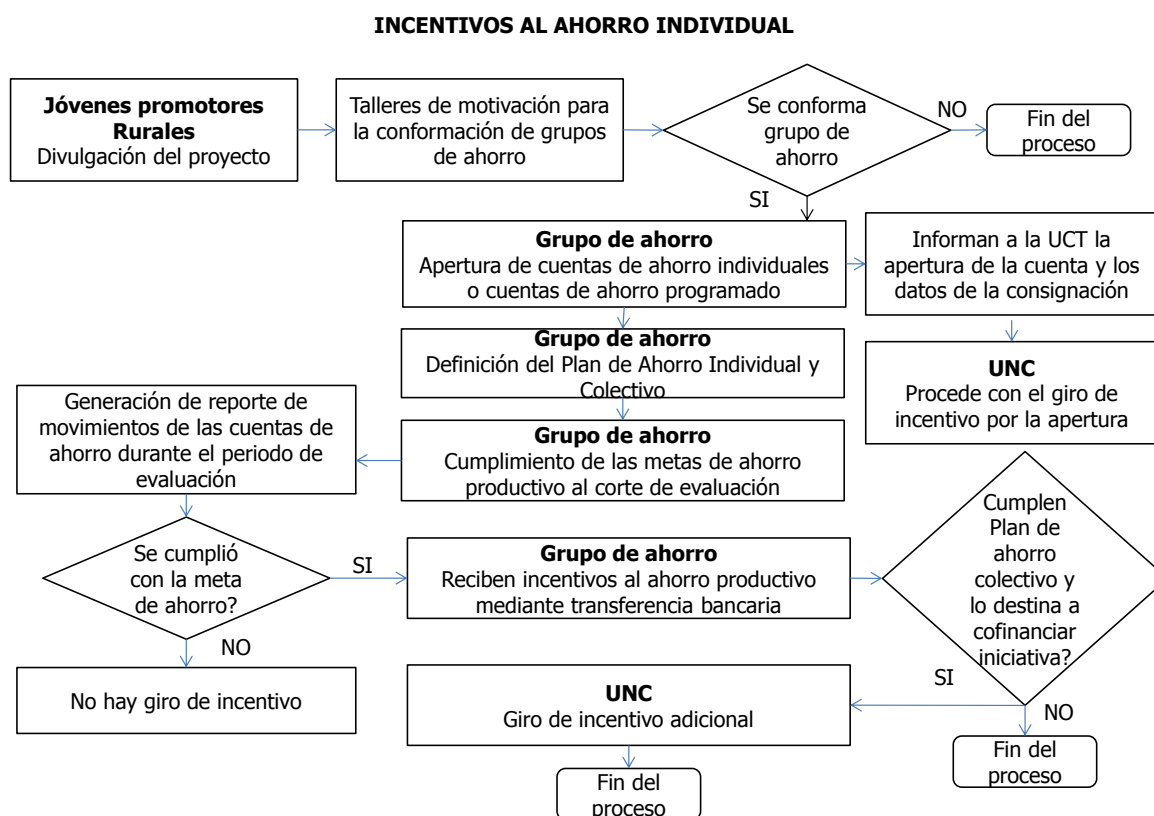 INCENTIVOS AL AHORRO INDIVIDUAL
Jóvenes promotores
Rurales
Divulgación del proyecto
Talleres de motivación para
la conformación de grupos
de ahorro
Se conforma
grupo de
ahorro
NO
Fin del
proceso
SI
Grupo de ahorro
Apertura de cuentas de ahorro individuales
o cuentas de ahorro programado
Informan a la UCT la
apertura de la cuenta y los
datos de la consignación
Grupo de ahorro
Definición del Plan de Ahorro Individual y
Colectivo
UNC
Procede con el giro de
incentivo por la apertura
Generación de reporte de
movimientos de las cuentas de
ahorro durante el periodo de
evaluación
Grupo de ahorro
Cumplimiento de las metas de ahorro
productivo al corte de evaluación
Se cumplió
con la meta
de ahorro?
SI
Grupo de ahorro
Reciben incentivos al ahorro productivo
mediante transferencia bancaria
Cumplen
Plan de
ahorro
colectivo y
lo destina a
cofinanciar
iniciativa?
NO
No hay giro de incentivo
SI
UNC
Giro de incentivo adicional
NO
Fin del
proceso
Fin del
proceso